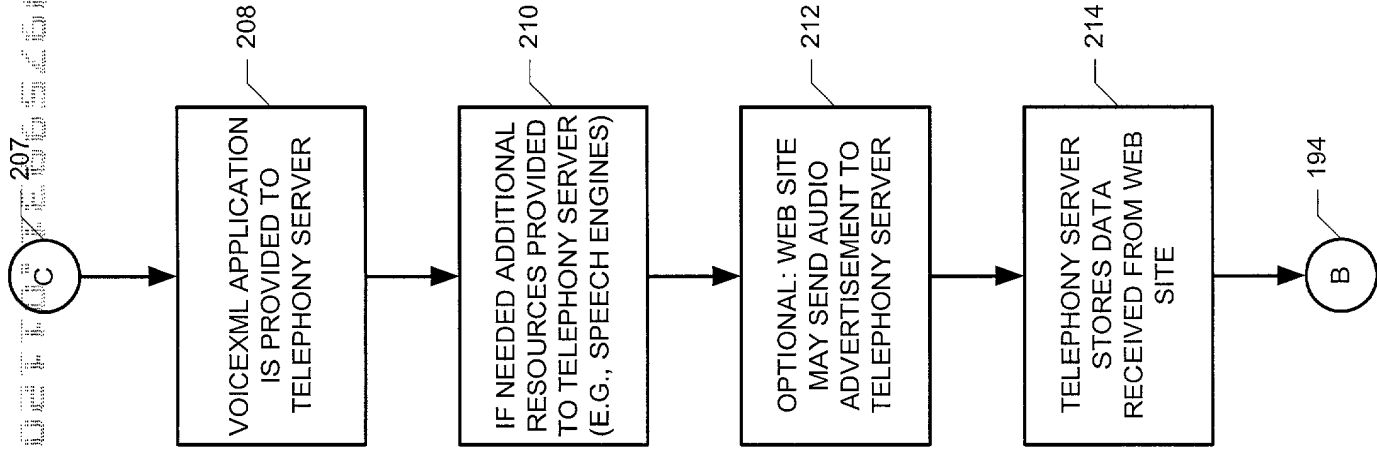 207
C
VOICEXML APPLICATION
IS PROVIDED TO
TELEPHONY SERVER
208
IF NEEDED ADDITIONAL
RESOURCES PROVIDED
TO TELEPHONY SERVER
(E.G., SPEECH ENGINES)
210
OPTIONAL: WEB SITE
MAY SEND AUDIO
ADVERTISEMENT TO
TELEPHONY SERVER
212
TELEPHONY SERVER
STORES DATA
RECEIVED FROM WEB
SITE
214
194
B